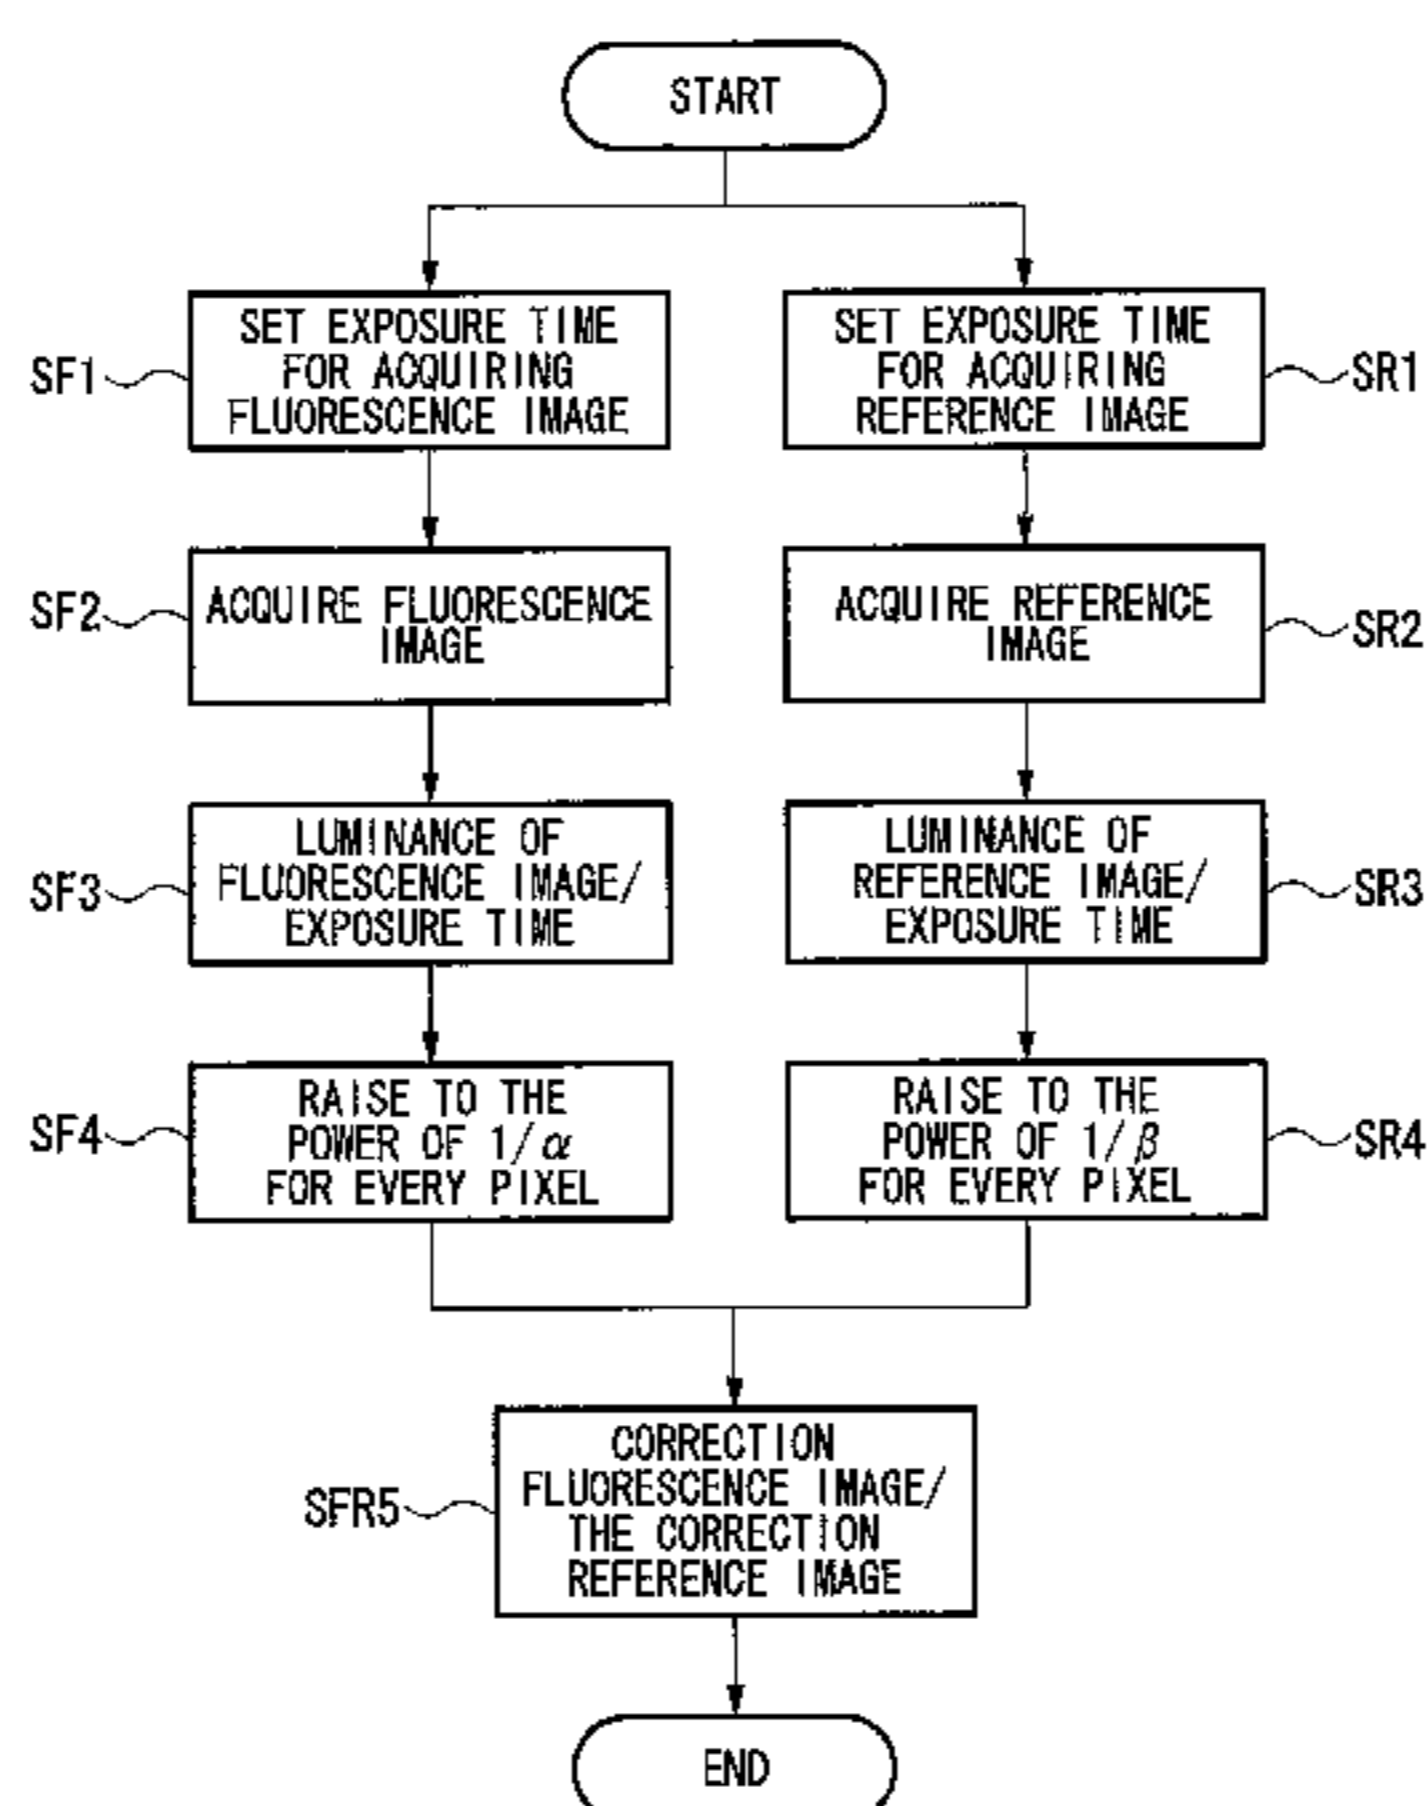 START
SF1
SET EXPOSURE TIME
FOR ACQUIRING
FLUORESCENCE IMAGE
SET EXPOSURE TIME
FOR ACQUIRING
REFERENCE IMAGE
SR1
SF2
ACQUIRE FLUORESCENCE
IMAGE
ACQUIRE REFERENCE
IMAGE
SR2
SF3
LUMINANCE OF
FLUORESCENCE IMAGE/
EXPOSURE TIME
LUMINANCE OF
REFERENCE IMAGE/
EXPOSURE TIME
SR3
SF4
RAISE TO THE
POWER OF 1/α
FOR EVERY PIXEL
RAISE TO THE
POWER OF 1/β
FOR EVERY PIXEL
SR4
SFR5
CORRECTION
FLUORESCENCE IMAGE/
THE CORRECTION
REFERENCE IMAGE
END